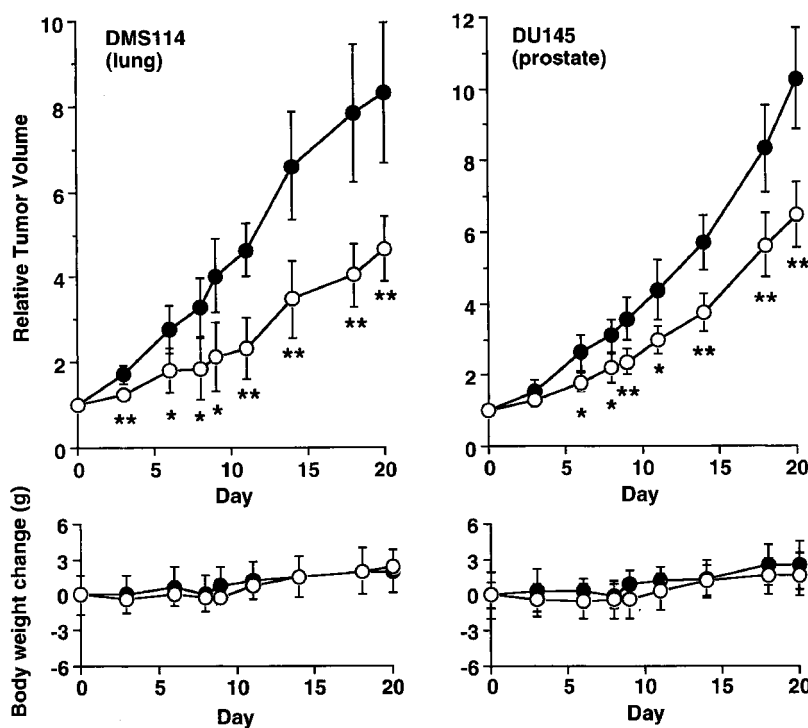 DMS114
(lung)
Relative Tumor Volume
10
8
6
4
2
0
** * * * ** ** ** **
0 5 10 15 20
Day
DU145
(prostate)
12
10
8
6
4
2
0
* * ** * ** ** **
0 5 10 15 20
Day
Body weight change (g)
6
3
0
-3
-6
0 5 10 15 20
Day
6
3
0
-3
-6
0 5 10 15 20
Day